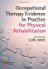 Occupational Therapy
Evidence in Practice
for Physical
Rehabilitation